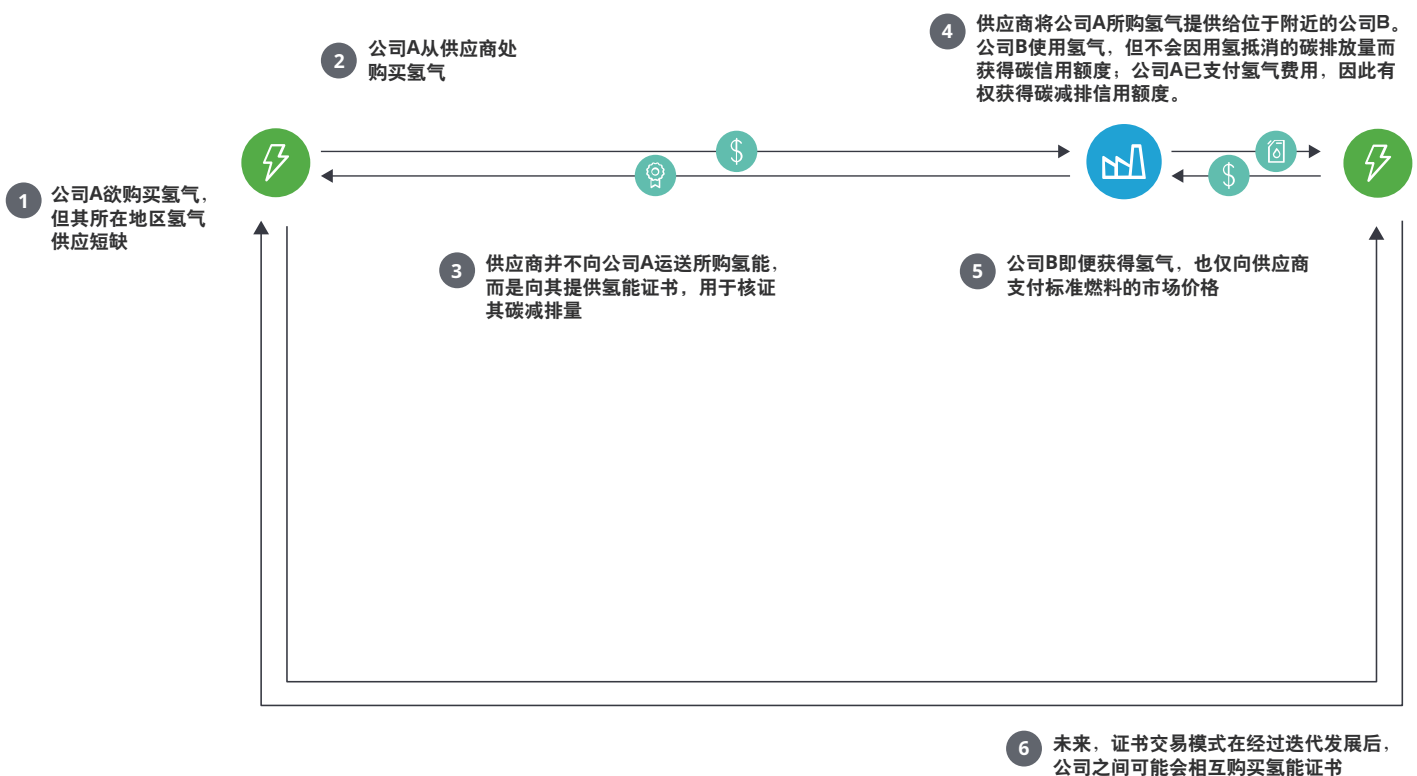 1
公司A欲购买氢气，
但其所在地区氢气
供应短缺
2
公司A从供应商处
购买氢气
3
供应商并不向公司A运送所购氢能，
而是向其提供氢能证书，用于核证
其碳减排量
4
供应商将公司A所购氢气提供给位于附近的公司B。
公司B使用氢气，但不会因用氢抵消的碳排放量而
获得碳信用额度；公司A已支付氢气费用，因此有
权获得碳减排信用额度。
5
公司B即便获得氢气，也仅向供应商
支付标准燃料的市场价格
6
未来，证书交易模式在经过迭代发展后，
公司之间可能会相互购买氢能证书
$
$